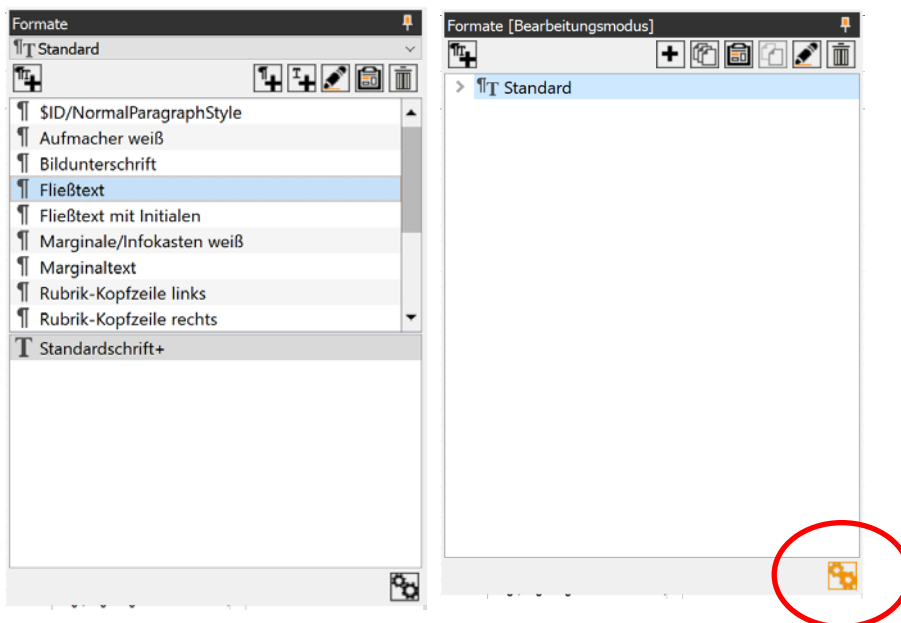 Formate
Standard
$ID/NormalParagraphStyle
Aufmacher weiß
Bildunterschrift
Fließtext
Fließtext mit Initialen
Marginale/Infokasten weiß
Marginaltext
Rubrik-Kopfzeile links
Rubrik-Kopfzeile rechts
Standardschrift+
Formate [Bearbeitungsmodus]
Standard